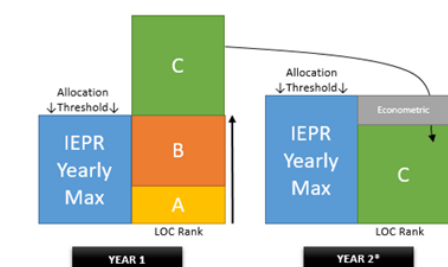 C
Allocation
↓Threshold↓
IEPR
Yearly
Max
B
A
LOC Rank
YEAR 1
Allocation
↓Threshold↓
Econometric
IEPR
Yearly
Max
C
LOC Rank
YEAR 2*